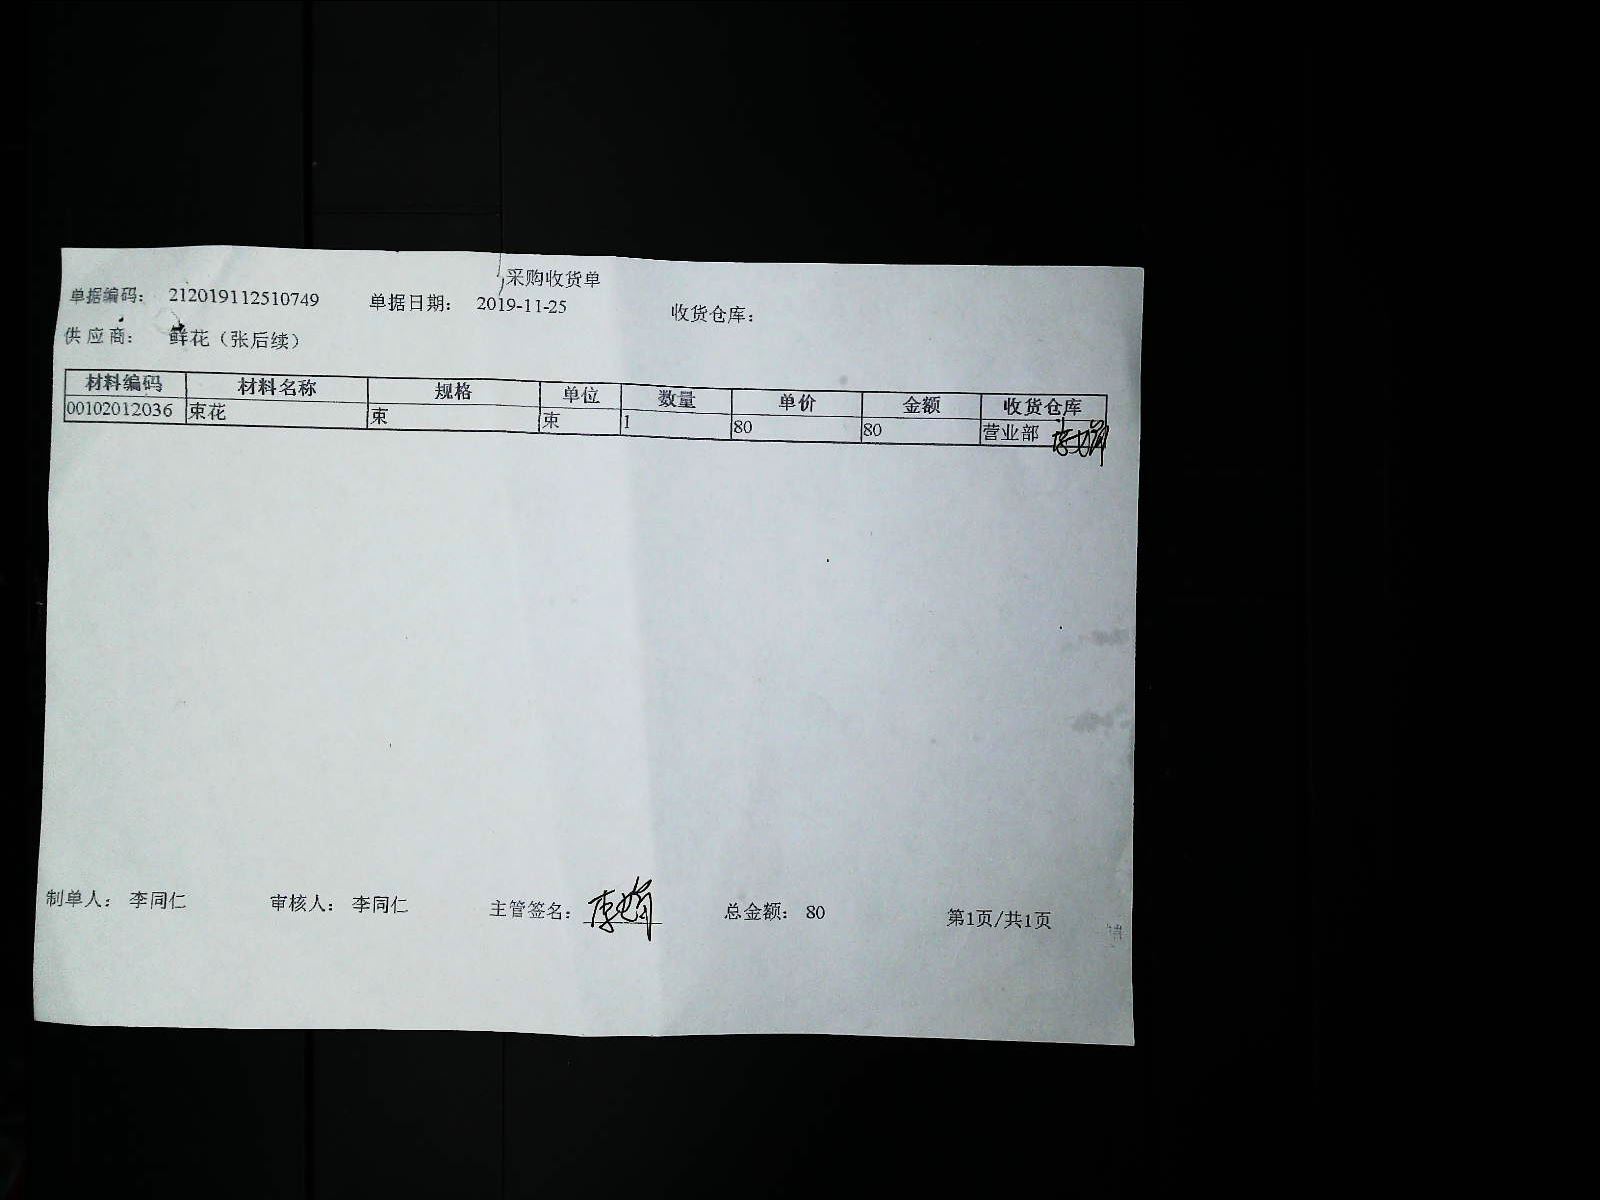 采购收货单
单据编码： 212019112510749 单据日期： 2019-11-25 收货仓库：
供应商： 鲜花（张后续）
材料编码 材料名称 规格 单位 数量 单价 金额 收货仓库
00102012036 束花 束 束 1 80 80 营业部
制单人： 李同仁 审核人： 李同仁 主管签名： 总金额： 80 第1页/共1页